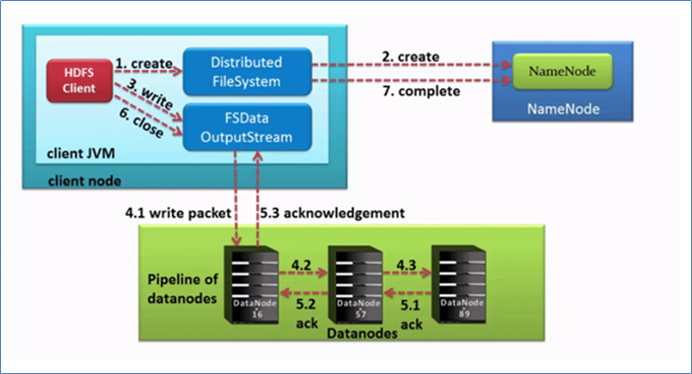 HDFS
Client
1. create
3. write
6. close
Distributed
FileSystem
FSData
OutputStream
client JVM
client node
2. create
7. complete
NameNode
NameNode
4.1 write packet
5.3 acknowledgement
Pipeline of
datanodes
4.2
4.3
5.2
ack
5.1
ack
DataNode
16
DataNode
57
DataNode
89
Datanodes